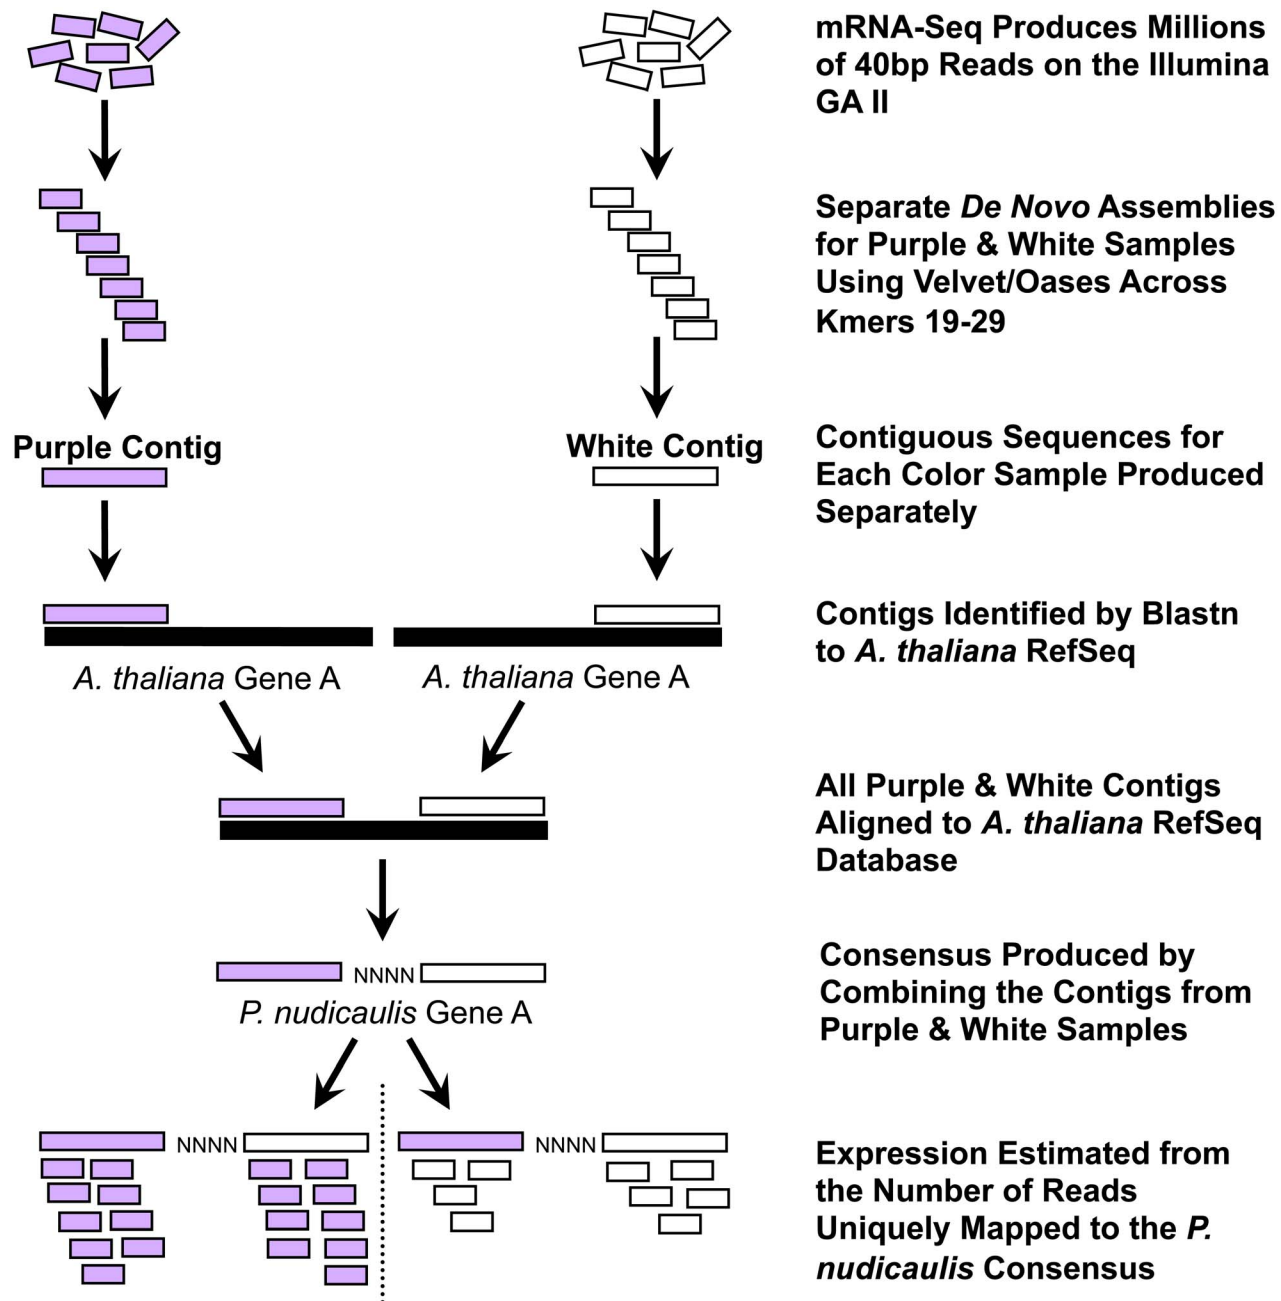 mRNA-Seq Produces Millions
of 40bp Reads on the Illumina
GA II
Separate De Novo Assemblies
for Purple & White Samples
Using Velvet/Oases Across
Kmers 19-29
Purple Contig
White Contig
Contiguous Sequences for
Each Color Sample Produced
Separately
A. thaliana Gene A
A. thaliana Gene A
Contigs Identified by Blastn
to A. thaliana RefSeq
All Purple & White Contigs
Aligned to A. thaliana RefSeq
Database
NNNN
P. nudicaulis Gene A
Consensus Produced by
Combining the Contigs from
Purple & White Samples
NNNN
NNNN
Expression Estimated from
the Number of Reads
Uniquely Mapped to the P.
nudicaulis Consensus